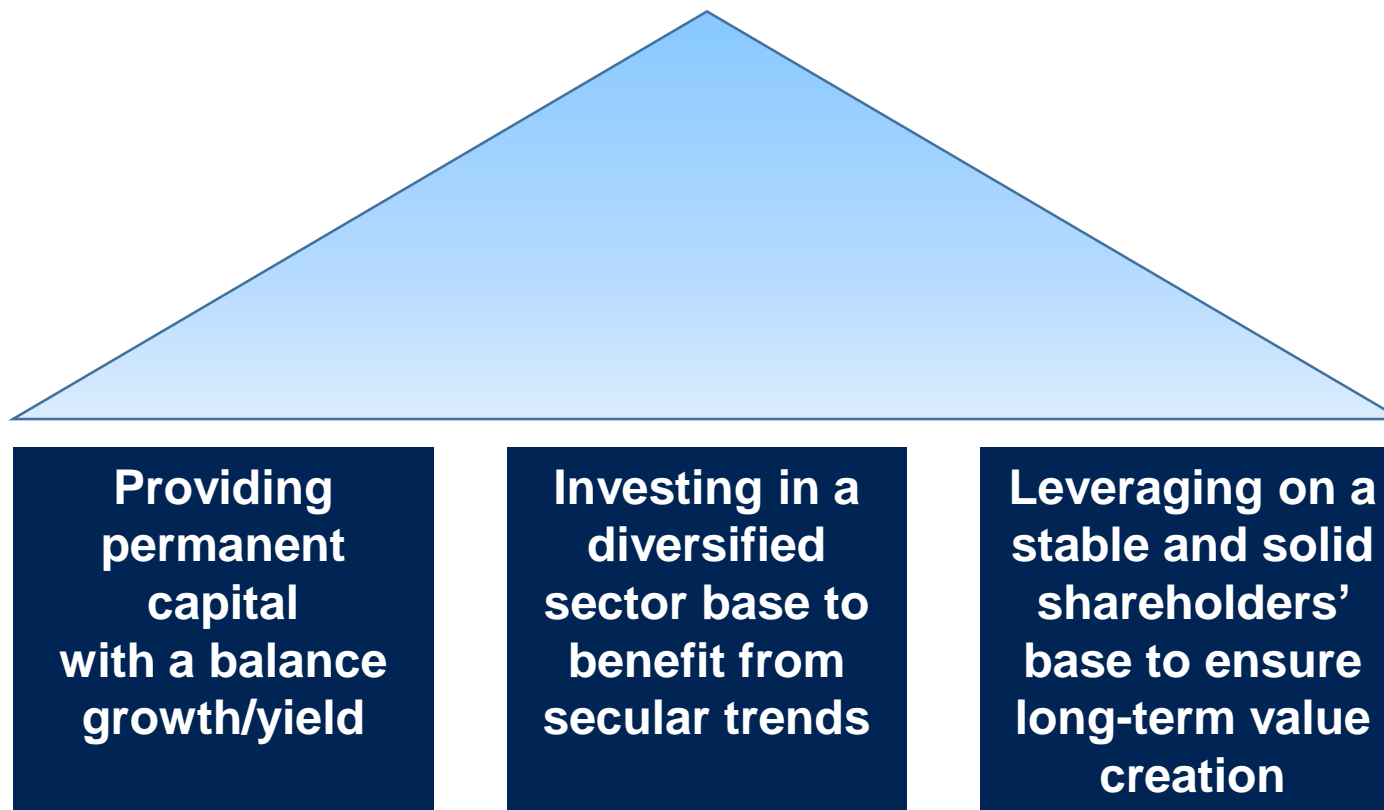 Providing
permanent
capital
with a balance
growth/yield
Investing in a
diversified
sector base to
benefit from
secular trends
Leveraging on a
stable and solid
shareholders’
base to ensure
long-term value
creation